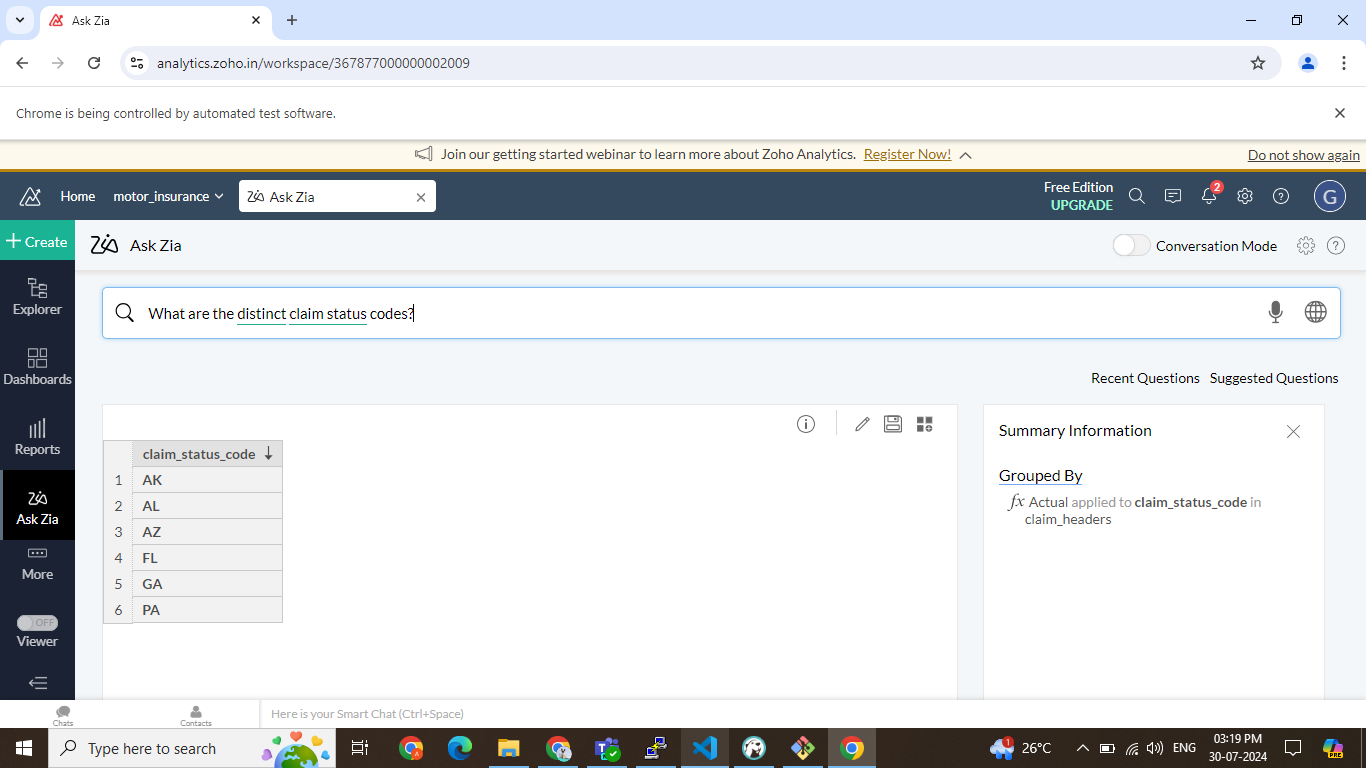 Ask Zia
analytics.zoho.in/workspace/367877000000002009
Chrome is being controlled by automated test software.
Join our getting started webinar to learn more about Zoho Analytics. Register Now!
Do not show again
Home
motor_insurance
Ask Zia
Free Edition
UPGRADE
2
G
Create
Ask Zia
Conversation Mode
Explorer
Dashboards
Reports
Ask Zia
More
OFF
Viewer
What are the distinct claim status codes?
Recent Questions Suggested Questions
claim_status_code
1 AK
2 AL
3 AZ
4 FL
5 GA
6 PA
Summary Information
Grouped By
fx Actual applied to claim_status_code in
claim_headers
Chats
Contacts
Here is your Smart Chat (Ctrl+Space)
Type here to search
1
26°C
ENG
03:19 PM
30-07-2024
PRE